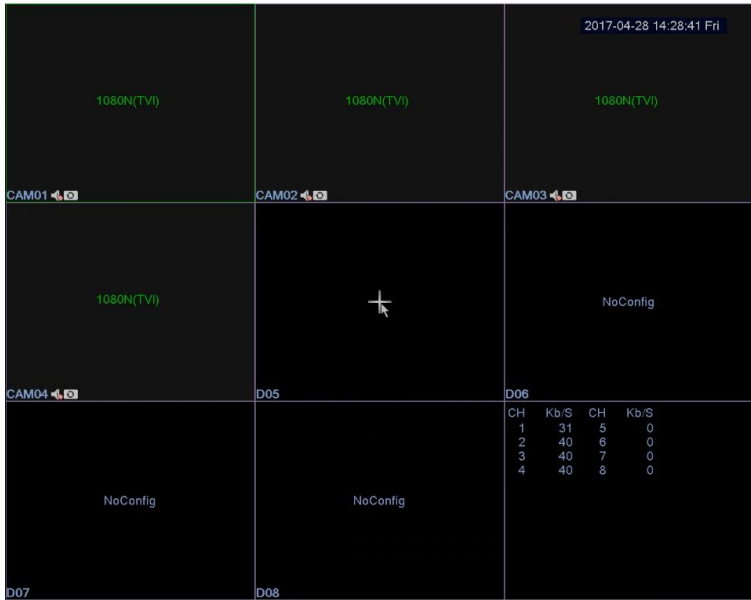 2017-04-28 14:28:41 Fri
1080N(TVI)
1080N(TVI)
1080N(TVI)
CAM01
CAM02
CAM03
1080N(TVI)
NoConfig
CAM04
D05
D06
CH Kb/S CH Kb/S
1 31 5 0
2 40 6 0
3 40 7 0
4 40 8 0
NoConfig
NoConfig
D07
D08